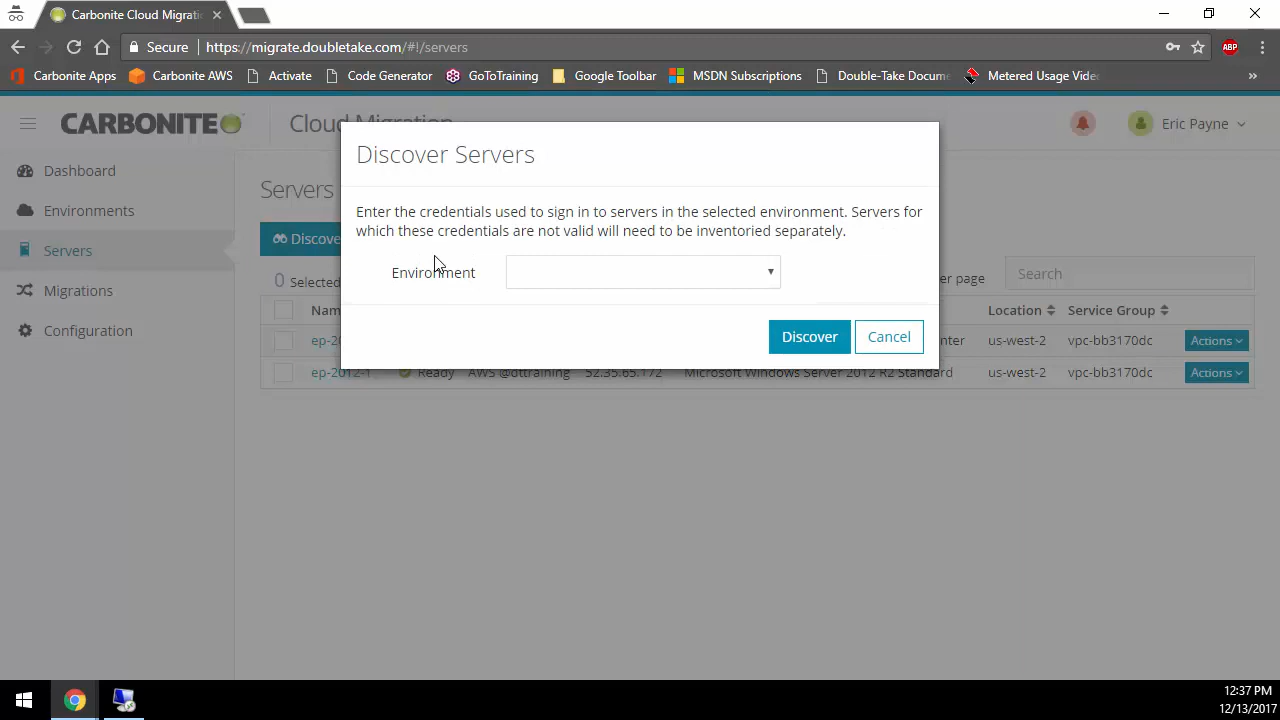 Carbonite Cloud Migrati
Secure
https://migrate.doubletake.com/#!/servers
ABP
Carbonite Apps
Carbonite AWS
Activate
Code Generator
GoToTraining
Google Toolbar
MSDN Subscriptions
Double-Take Docum
Metered Usage Vide
»
CARBONITE
Cloud Migration
Eric Payne
Dashboard
Environments
Servers
Migrations
Configuration
Servers
Discove
Discover Servers
Enter the credentials used to sign in to servers in the selected environment. Servers for
which these credentials are not valid will need to be inventoried separately.
Environment
Discover
Cancel
0 Selected
er per page
Search
Nam
Location
Service Group
ep-20
nter
us-west-2
vpc-bb3170dc
Actions
ep-2012-1
Ready
AWS @dttraining
52.35.65.172
Microsoft Windows Server 2012 R2 Standard
us-west-2
vpc-bb3170dc
Actions
12:37 PM
12/13/2017